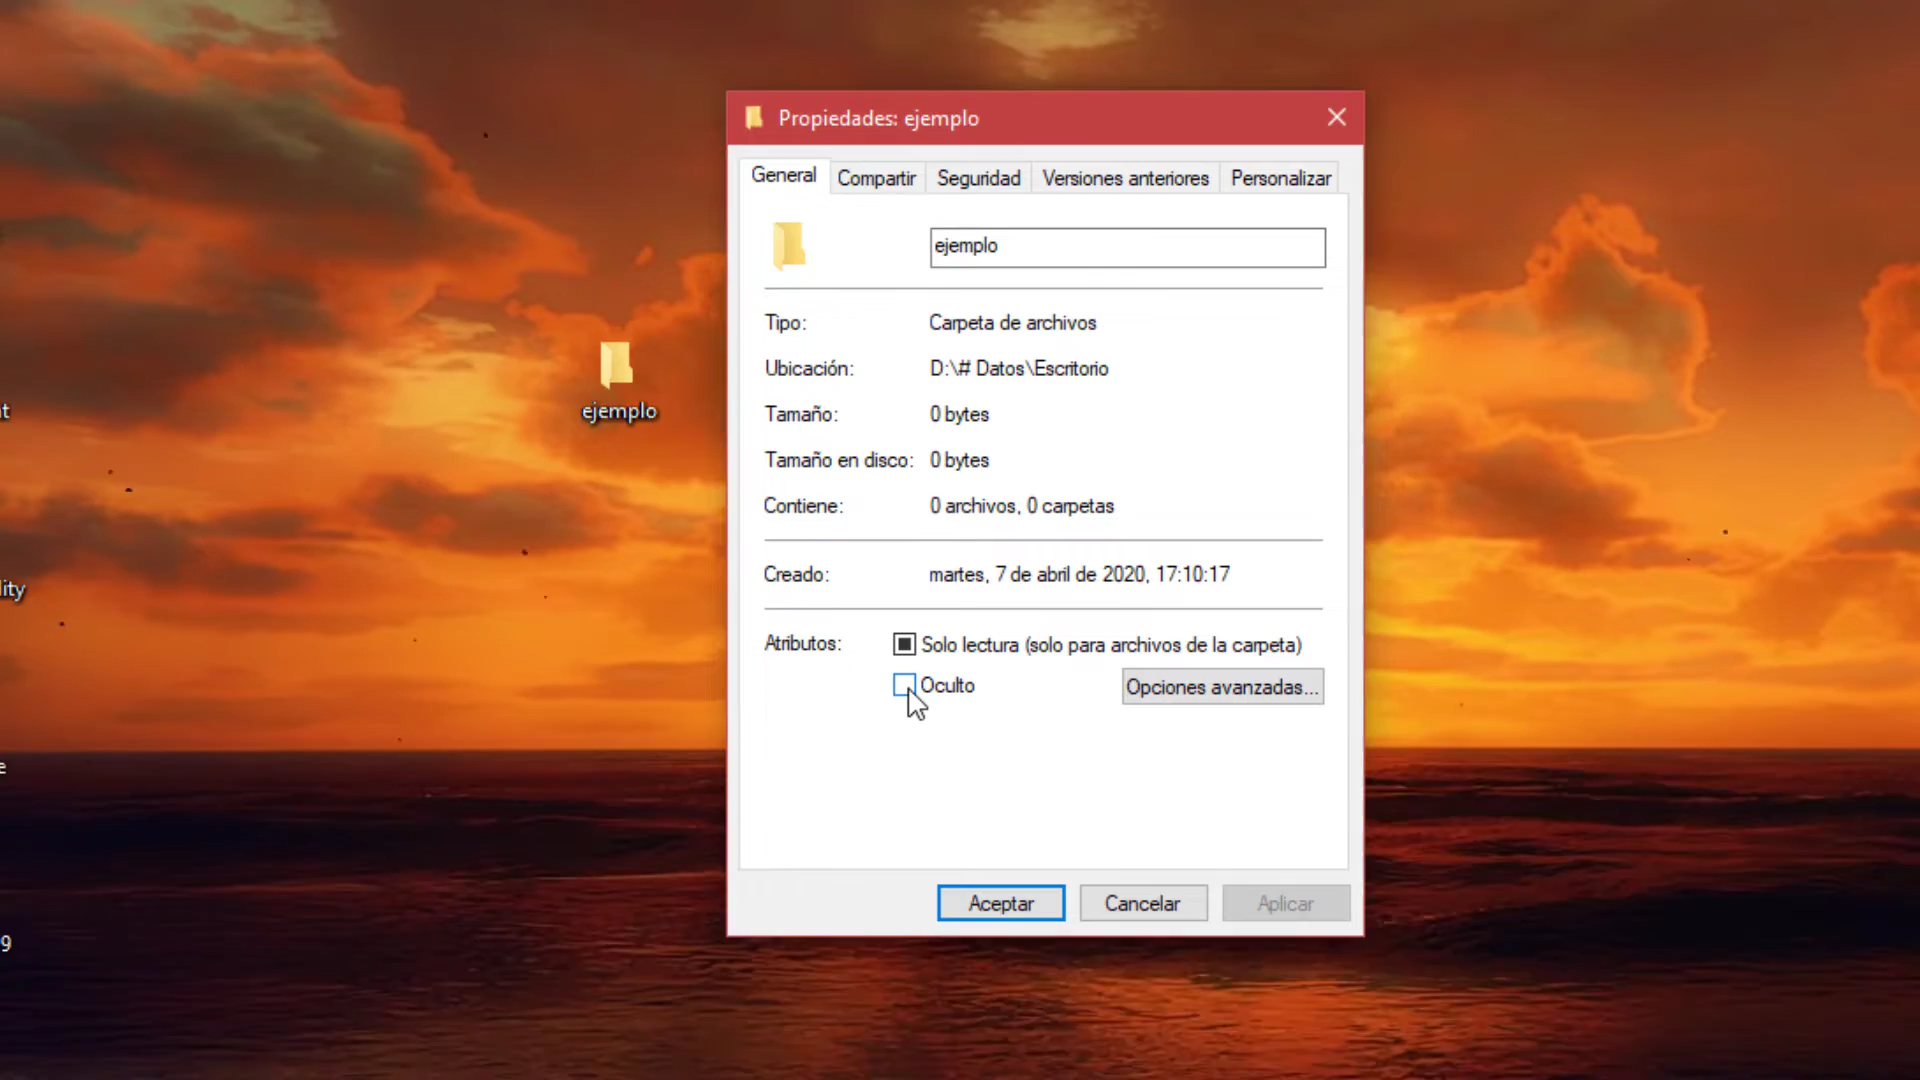 Propiedades: ejemplo
General Compartir Seguridad Versiones anteriores Personalizar
ejemplo
Tipo: Carpeta de archivos
Ubicación: D:\# Datos\Escritorio
Tamaño: 0 bytes
Tamaño en disco: 0 bytes
Contiene: 0 archivos, 0 carpetas
Creado: martes, 7 de abril de 2020, 17:10:17
Atributos: Solo lectura (solo para archivos de la carpeta)
Oculto Opciones avanzadas...
Aceptar Cancelar Aplicar
ejemplo
lity
e
9